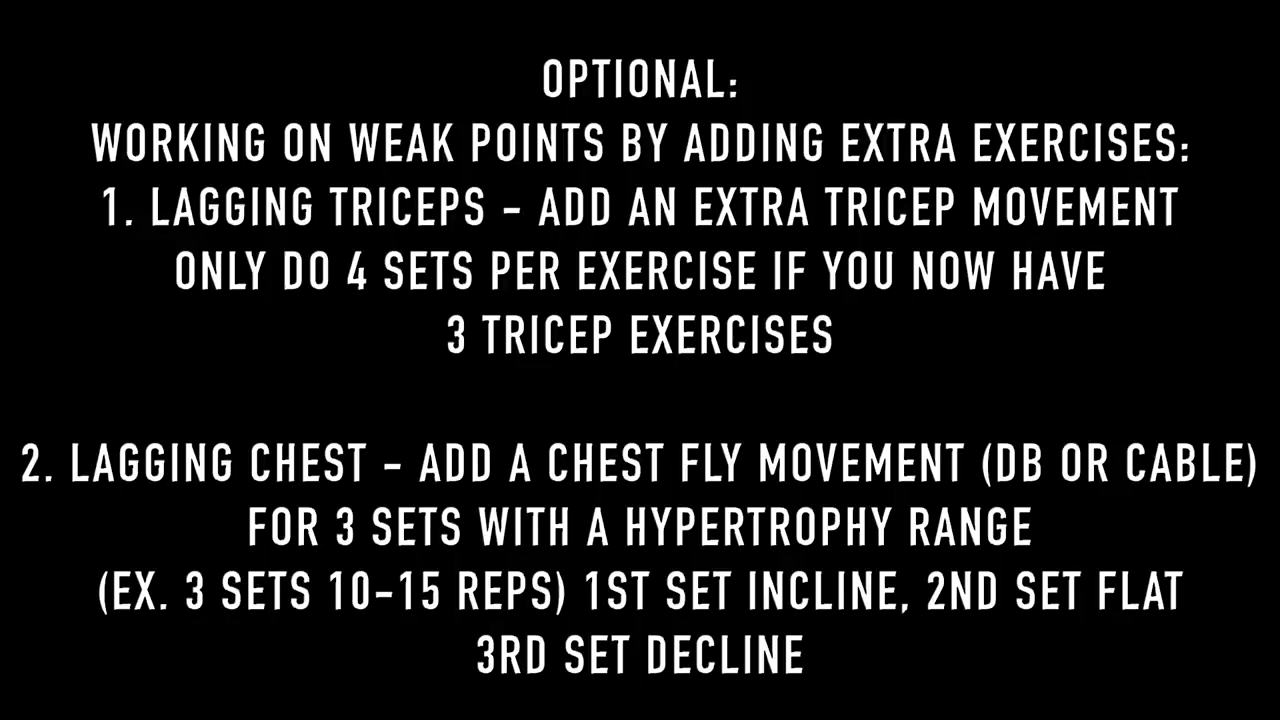 OPTIONAL:
WORKING ON WEAK POINTS BY ADDING EXTRA EXERCISES:
1. LAGGING TRICEPS - ADD AN EXTRA TRICEP MOVEMENT
ONLY DO 4 SETS PER EXERCISE IF YOU NOW HAVE
3 TRICEP EXERCISES
2. LAGGING CHEST - ADD A CHEST FLY MOVEMENT (DB OR CABLE)
FOR 3 SETS WITH A HYPERTROPHY RANGE
(EX. 3 SETS 10-15 REPS) 1ST SET INCLINE, 2ND SET FLAT
3RD SET DECLINE